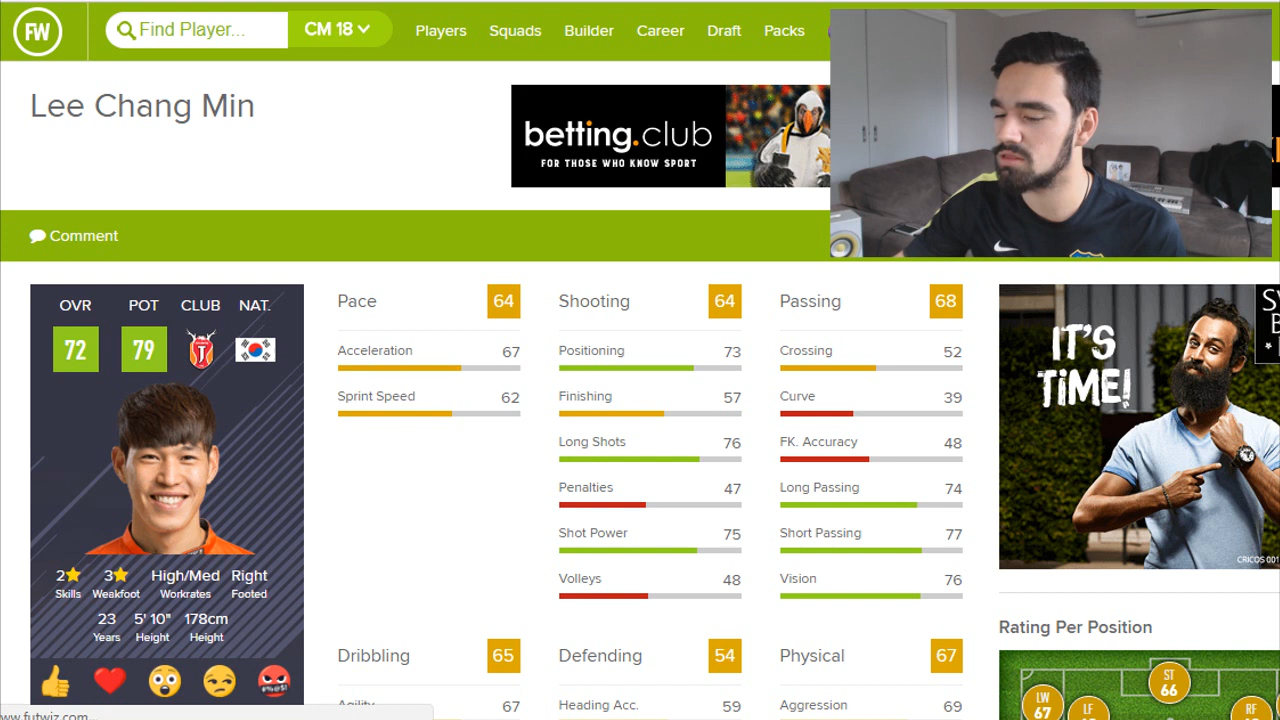 FW
Find Player...
CM 18
Players
Squads
Builder
Career
Draft
Packs
Lee Chang Min
betting.club
FOR THOSE WHO KNOW SPORT
Comment
OVR POT CLUB NAT.
72 79
2 3 High/Med Right
Skills Weakfoot Workrates Footed
23 5' 10" 178cm
Years Height Height
Pace 64
Acceleration 67
Sprint Speed 62
Shooting 64
Positioning 73
Finishing 57
Long Shots 76
Penalties 47
Shot Power 75
Volleys 48
Passing 68
Crossing 52
Curve 39
FK. Accuracy 48
Long Passing 74
Short Passing 77
Vision 76
Dribbling 65
Agility 67
Defending 54
Heading Acc. 59
Physical 67
Aggression 69
IT'S
TiME!
Rating Per Position
ST
66
LW
67
LF
RF